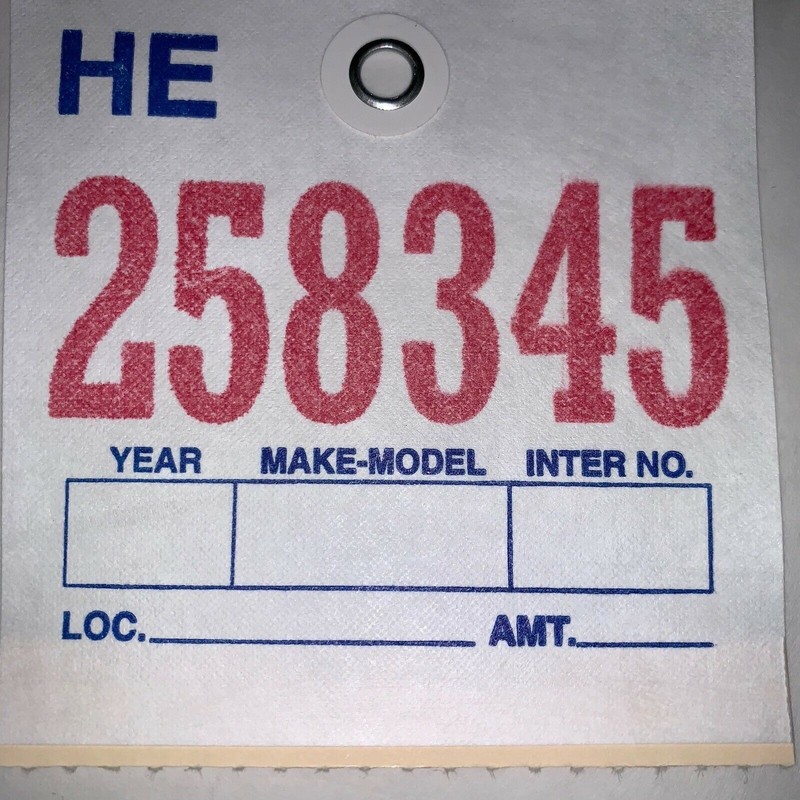 HE
258345
YEAR MAKE-MODEL INTER NO.
LOC. AMT.